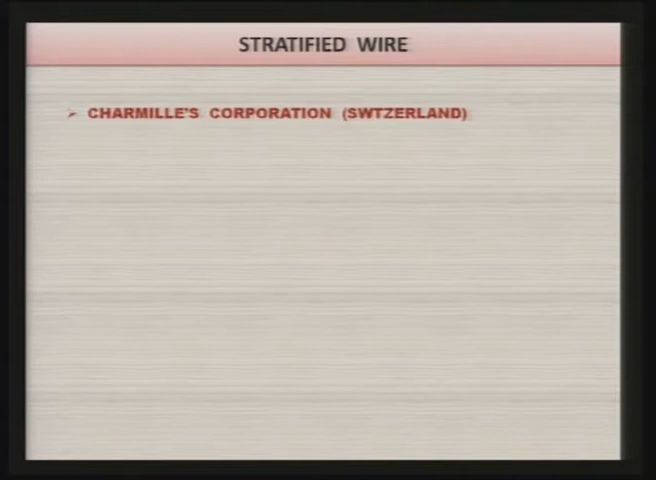 STRATIFIED WIRE
➢ CHARMILLE'S CORPORATION (SWTZERLAND)